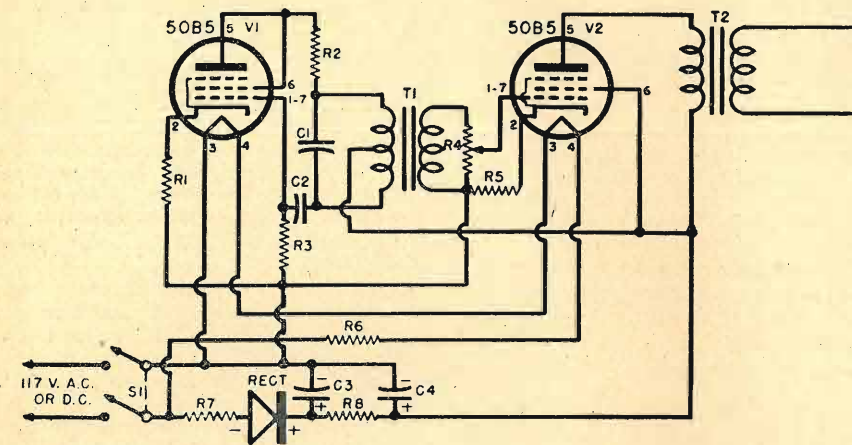 50B5 5 V1
50B5 5 V2
T2
R2
6
1-7
2
3
4
R1
C1
T1
R4
1-7
6
2
3
4
R5
C2
R3
R6
117 V. A.C.
OR D.C.
S1
R7
RECT
-
+
-
C3
+
R8
-
C4
+